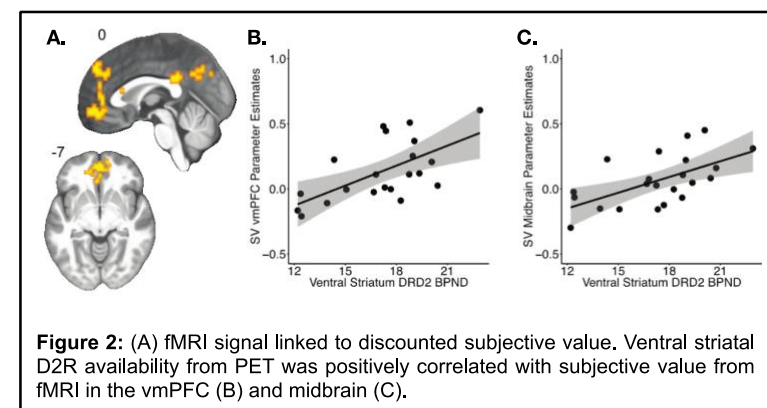 A.
0
-7
B.
SV vmPFC Parameter Estimates
1.0
0.5
0.0
−0.5
12 15 18 21
Ventral Striatum DRD2 BPND
C.
SV Midbrain Parameter Estimates
1.0
0.5
0.0
−0.5
12 15 18 21
Ventral Striatum DRD2 BPND
Figure 2: (A) fMRI signal linked to discounted subjective value. Ventral striatal
D2R availability from PET was positively correlated with subjective value from
fMRI in the vmPFC (B) and midbrain (C).